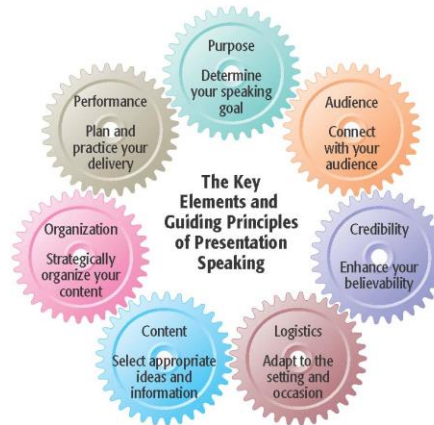 Purpose
Determine
your speaking
goal
Audience
Connect
with your
audience
Credibility
Enhance your
believability
Logistics
Adapt to the
setting and
occasion
Content
Select appropriate
ideas and
information
Organization
Strategically
organize your
content
Performance
Plan and
practice your
delivery
The Key
Elements and
Guiding Principles
of Presentation
Speaking